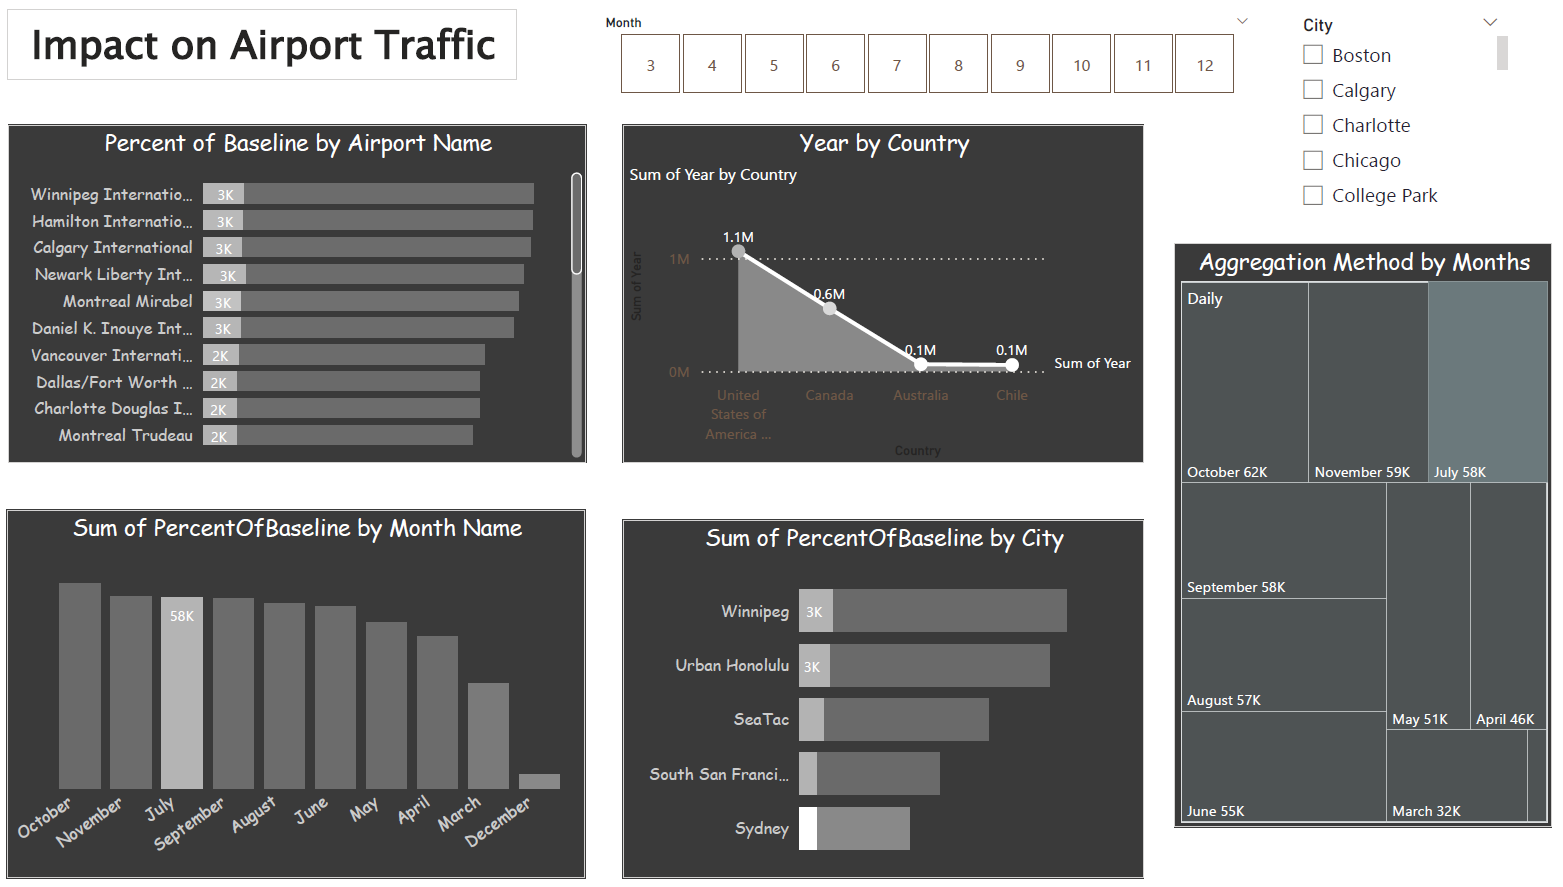 Impact on Airport Traffic
Month
3 4 5 6 7 8 9 10 11 12
City
Boston
Calgary
Charlotte
Chicago
College Park
Percent of Baseline by Airport Name
Winnipeg Internatio... 3K
Hamilton Internatio... 3K
Calgary International 3K
Newark Liberty Int... 3K
Montreal Mirabel 3K
Daniel K. Inouye Int... 3K
Vancouver Internati... 2K
Dallas/Fort Worth ... 2K
Charlotte Douglas I... 2K
Montreal Trudeau 2K
Year by Country
Sum of Year by Country
Sum of Year
1M
0M
1.1M
0.6M
0.1M
0.1M
Sum of Year
United
States of
America ...
Canada
Australia
Chile
Country
Aggregation Method by Months
Daily
October 62K
November 59K
July 58K
September 58K
August 57K
June 55K
May 51K
April 46K
March 32K
Sum of PercentOfBaseline by Month Name
58K
October
November
July
September
August
June
May
April
March
December
Sum of PercentOfBaseline by City
Winnipeg 3K
Urban Honolulu 3K
SeaTac
South San Franci...
Sydney